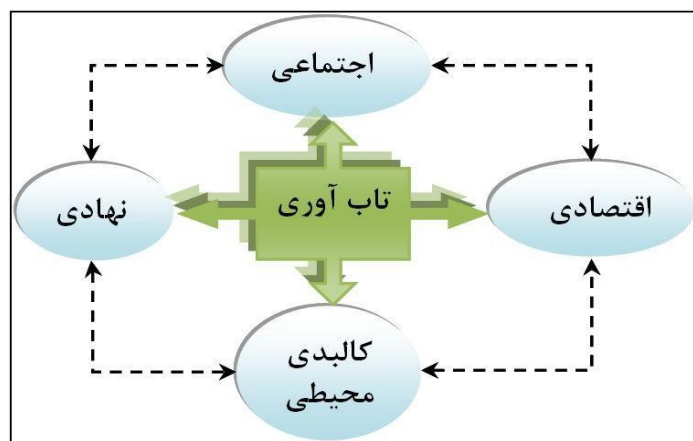 اجتماعی
تاب آوری
اقتصادی
نهادی
کالبدی
محیطی